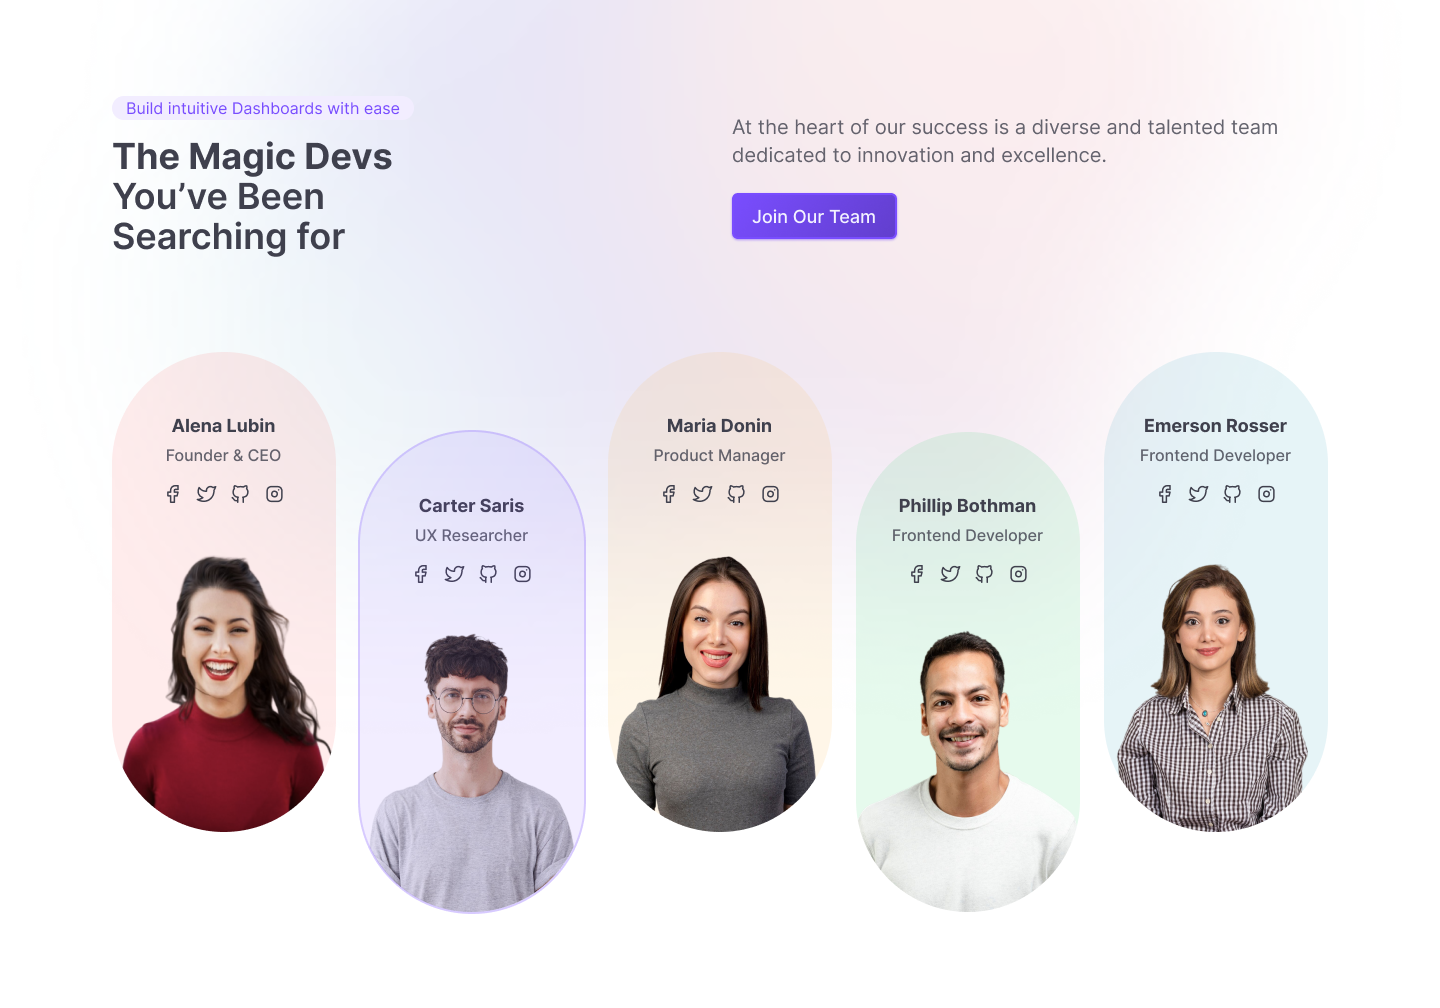 Build intuitive Dashboards with ease
The Magic Devs
You’ve Been
Searching for
At the heart of our success is a diverse and talented team
dedicated to innovation and excellence.
Join Our Team
Alena Lubin
Founder & CEO
Carter Saris
UX Researcher
Maria Donin
Product Manager
Phillip Bothman
Frontend Developer
Emerson Rosser
Frontend Developer